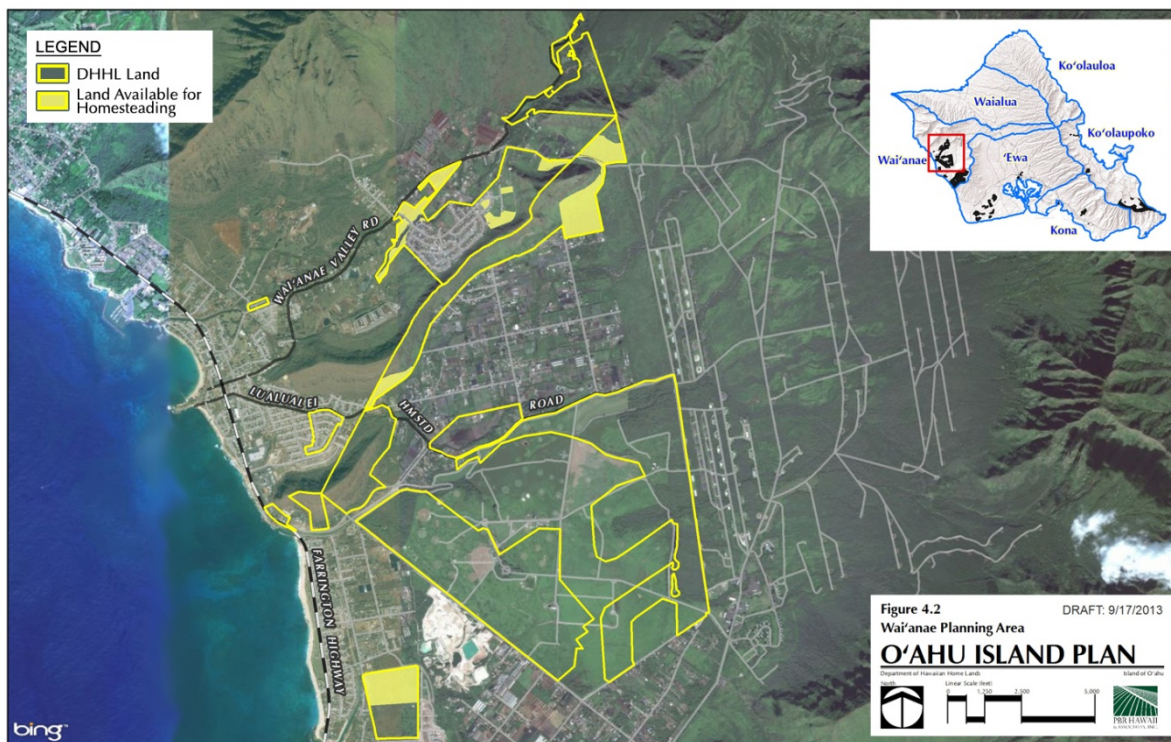 LEGEND
DHHL Land
Land Available for
Homesteading
Ko‘olauloa
Waialua
Ko‘olaupoko
Wai‘anae
‘Ewa
Kona
WAI‘ANAE VALLEY RD
LUALUALEI
HMSTD
ROAD
FARRINGTON HIGHWAY
Figure 4.2
DRAFT: 9/17/2013
Wai‘anae Planning Area
O‘AHU ISLAND PLAN
Department of Hawaiian Home Lands
Island of O‘ahu
North
Linear Scale (feet)
0 1,250 2,500 5,000
PBR HAWAII
& ASSOCIATES, INC.
bing™